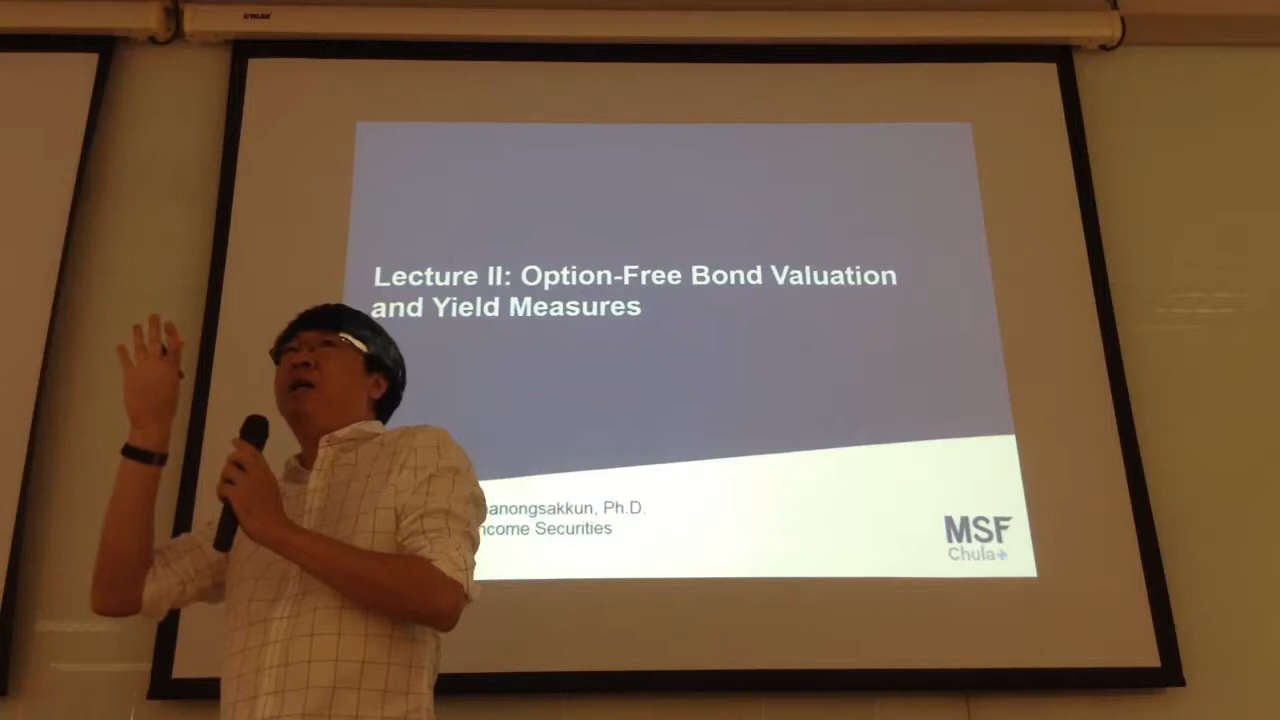 Lecture II: Option-Free Bond Valuation
and Yield Measures
anongsakkun, Ph.D.
ncome Securities
MSF
Chula+